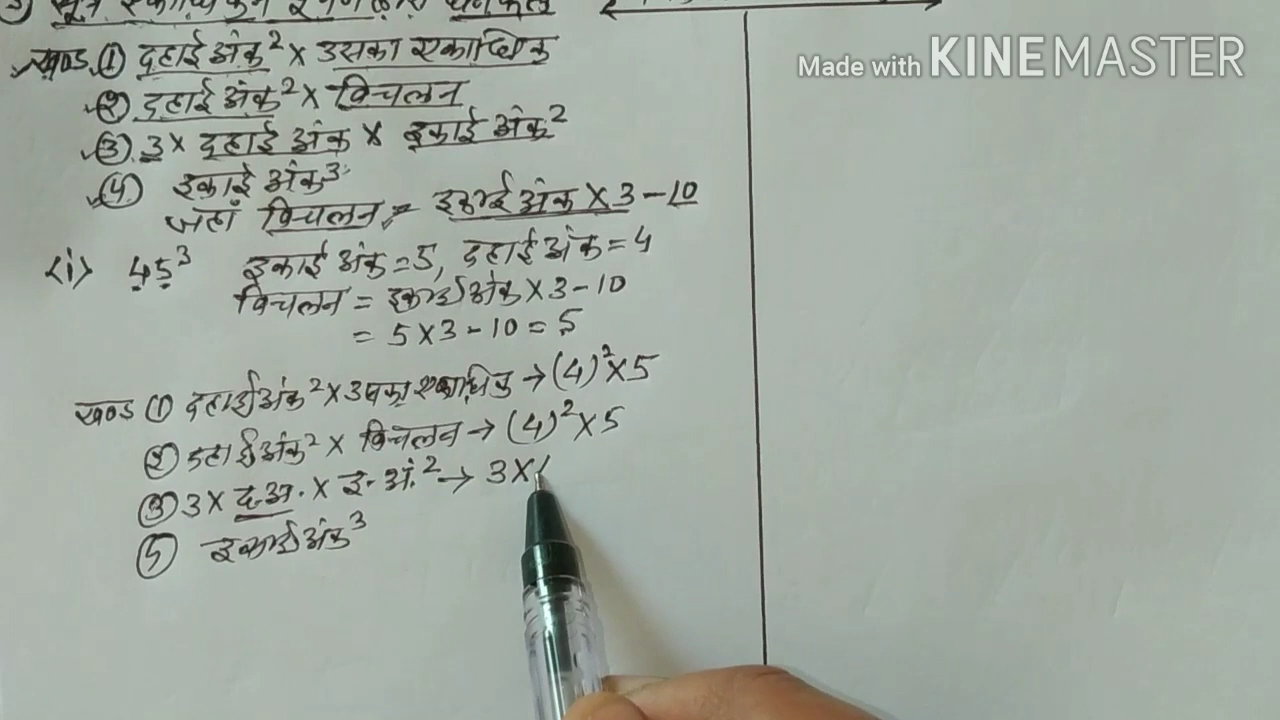 सूत्र एकाधिकेन
Made with KINEMASTER
खण्ड ① दहाई अंक² × उसका एकाधिक
② दहाई अंक² × विचलन
③ 3 × दहाई अंक × इकाई अंक²
④ इकाई अंक³
जहाँ विचलन = इकाई अंक × 3 - 10
<i> 45³ इकाई अंक = 5, दहाई अंक = 4
विचलन = इकाई अंक × 3 - 10
= 5 × 3 - 10 = 5
खण्ड ① दहाई अंक² × उसका एकाधिक → (4)² × 5
② दहाई अंक² × विचलन → (4)² × 5
③ 3 × द.अ. × इ.अं.² → 3 ×
इकाई अंक³